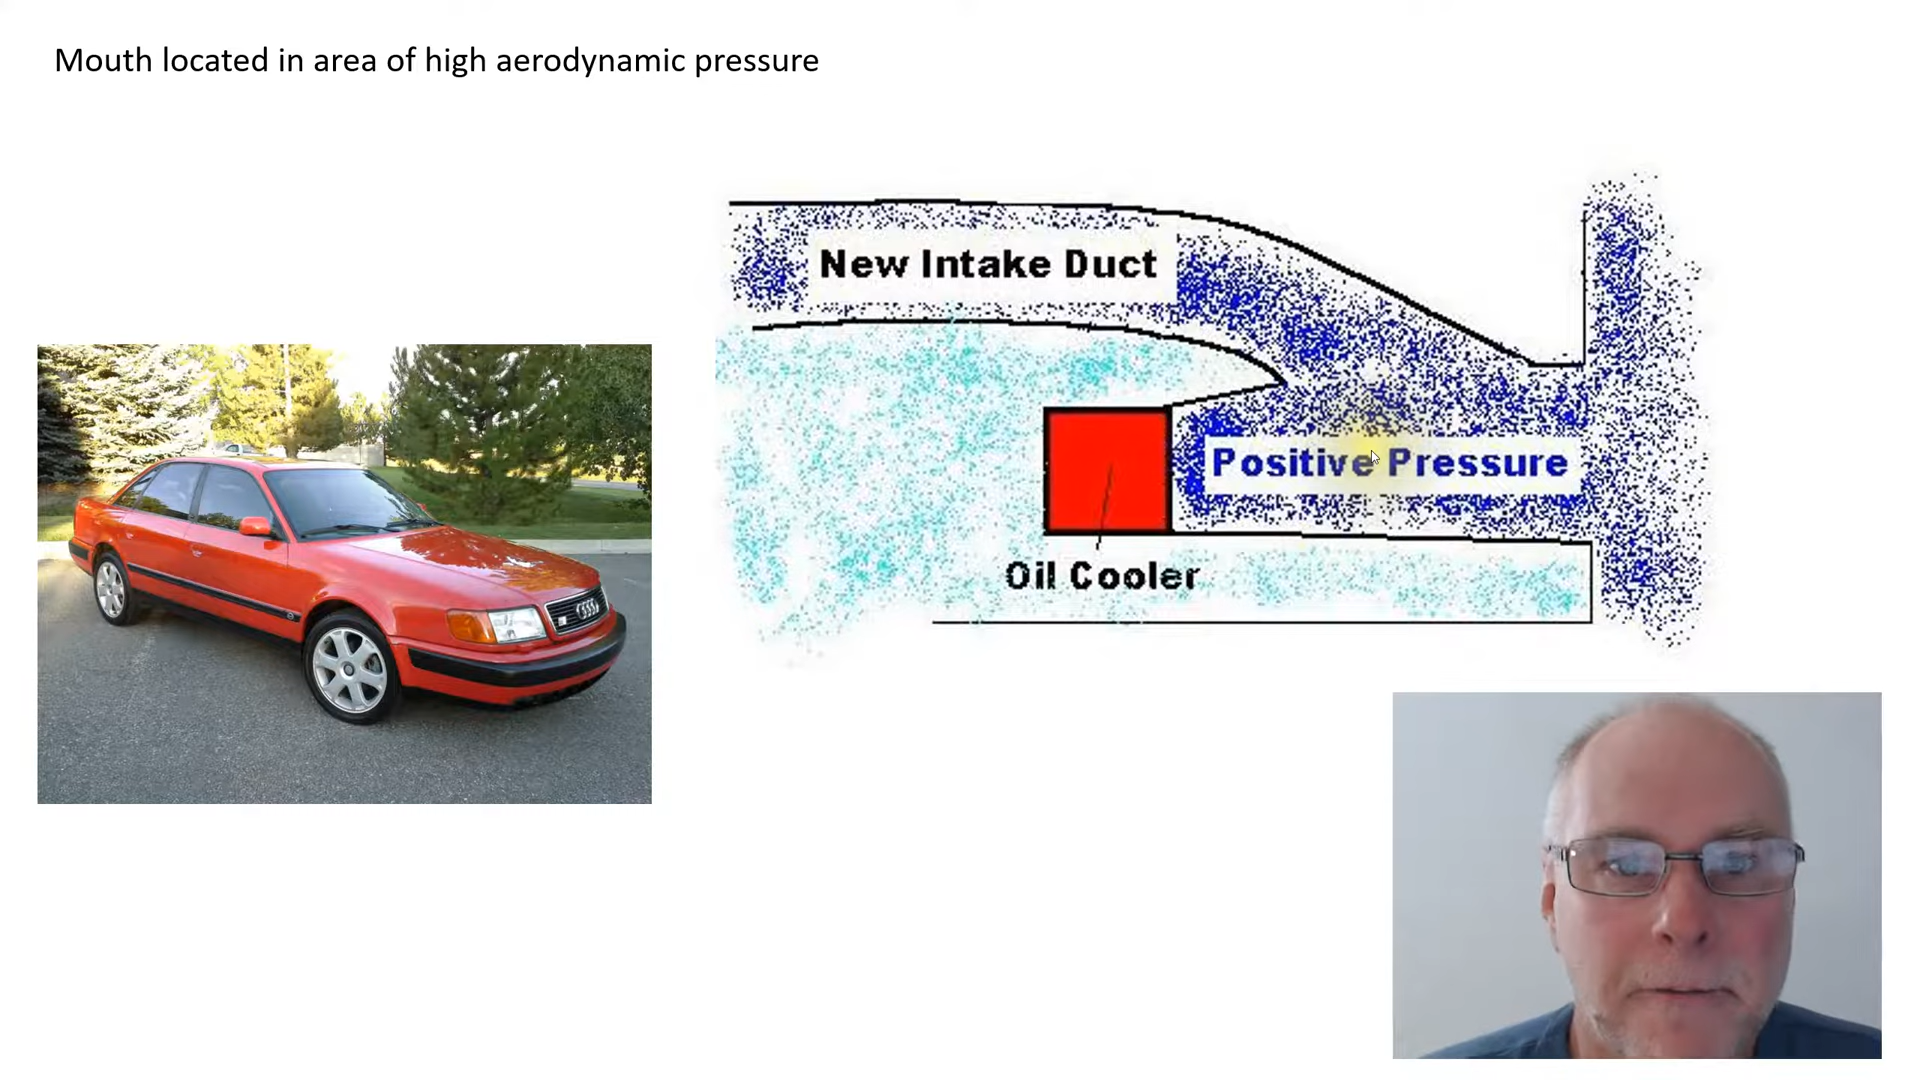 Mouth located in area of high aerodynamic pressure
New Intake Duct
Positive Pressure
Oil Cooler